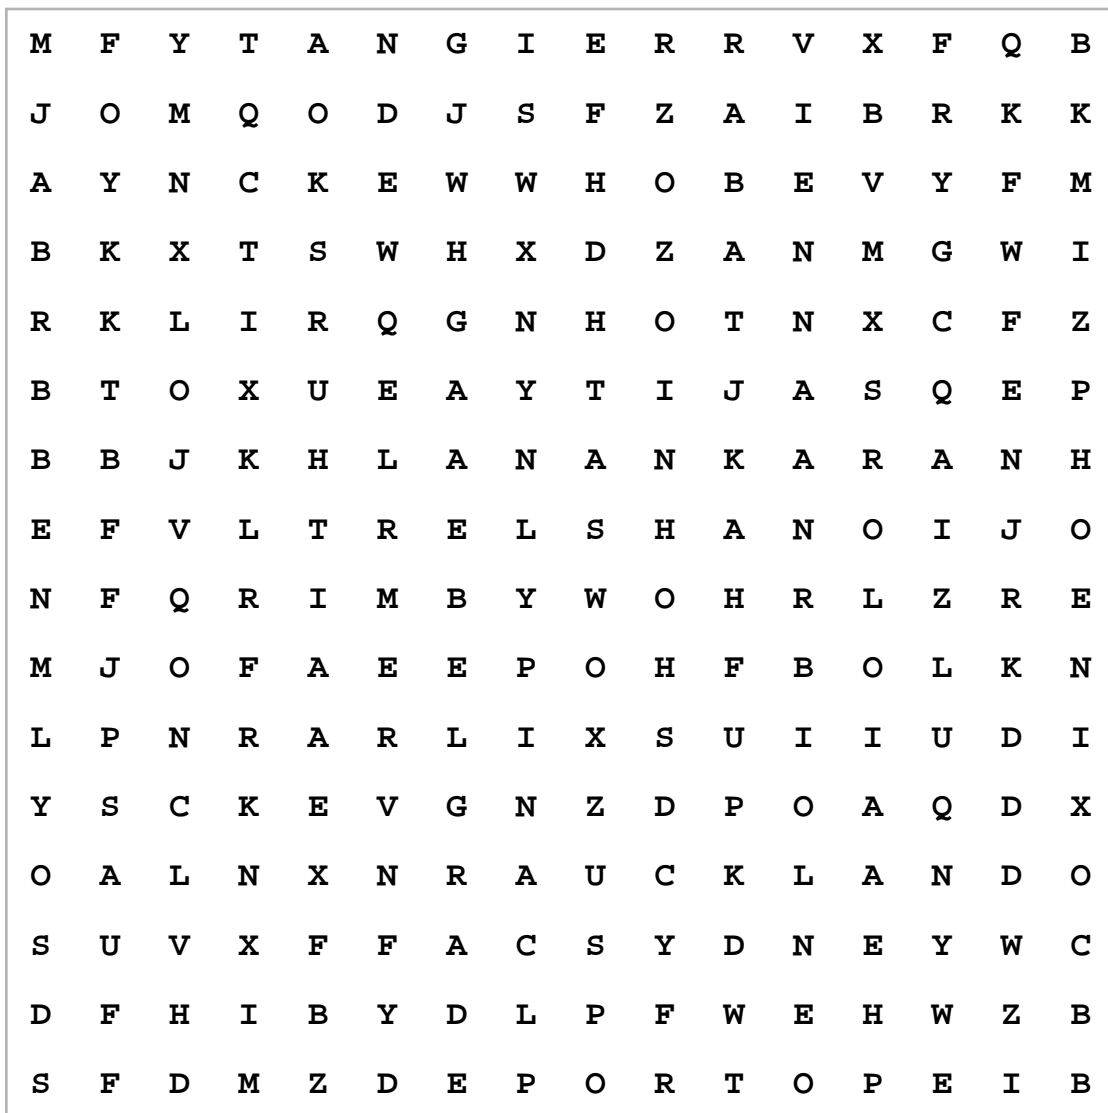 M F Y T A N G I E R R V X F Q B
J O M Q O D J S F Z A I B R K K
A Y N C K E W W H O B E V Y F M
B K X T S W H X D Z A N M G W I
R K L I R Q G N H O T N X C F Z
B T O X U E A Y T I J A S Q E P
B B J K H L A N A N K A R A N H
E F V L T R E L S H A N O I J O
N F Q R I M B Y W O H R L Z R E
M J O F A E E P O H F B O L K N
L P N R A R L I X S U I I U D I
Y S C K E V G N Z D P O A Q D X
O A L N X N R A U C K L A N D O
S U V X F F A C S Y D N E Y W C
D F H I B Y D L P F W E H W Z B
S F D M Z D E P O R T O P E I B